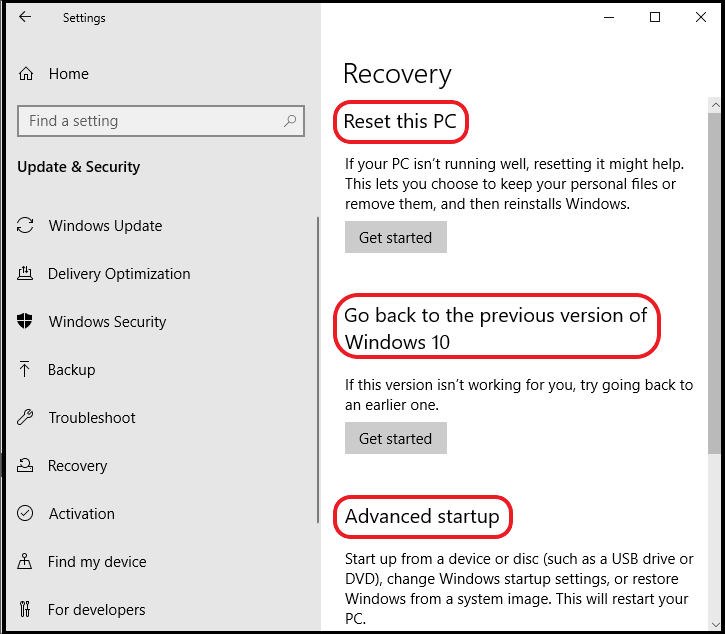 Settings
Home
Find a setting
Update & Security
Windows Update
Delivery Optimization
Windows Security
Backup
Troubleshoot
Recovery
Activation
Find my device
For developers
Recovery
Reset this PC
If your PC isn’t running well, resetting it might help.
This lets you choose to keep your personal files or
remove them, and then reinstalls Windows.
Get started
Go back to the previous version of
Windows 10
If this version isn’t working for you, try going back to
an earlier one.
Get started
Advanced startup
Start up from a device or disc (such as a USB drive or
DVD), change Windows startup settings, or restore
Windows from a system image. This will restart your
PC.